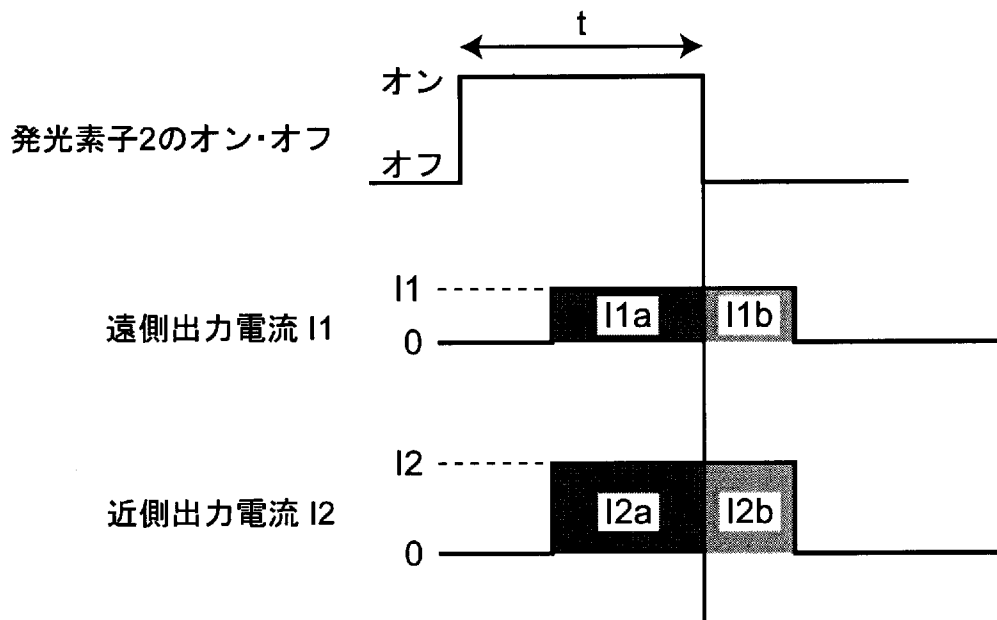 t
オン
発光素子2のオン・オフ
オフ
I1
I1a
I1b
遠側出力電流 I1
0
I2
I2a
I2b
近側出力電流 I2
0